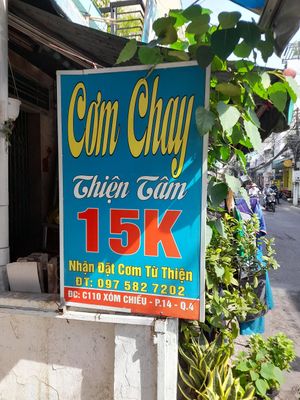 Cơm Chay
Thiện Tâm
15K
Nhận Đặt Cơm Từ Thiện
ĐT: 097 582 7202
ĐC: C110 XÓM CHIẾU - P.14 - Q.4